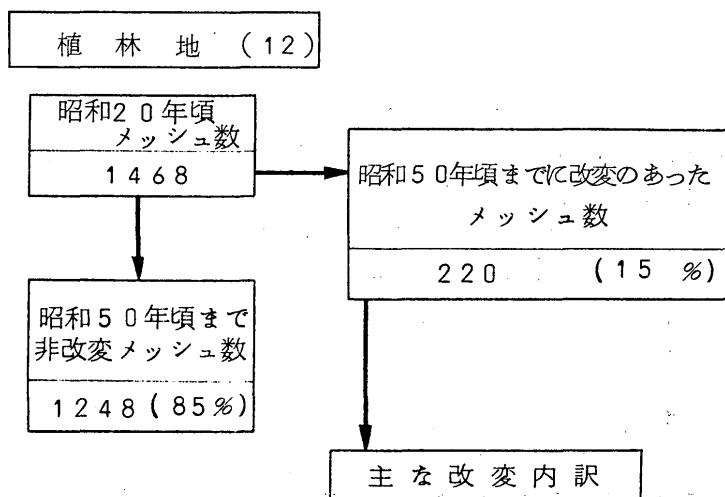 植林地(12)
昭和20年頃
メッシュ数
1468
昭和50年頃までに改変のあった
メッシュ数
220 (15 %)
昭和50年頃まで
非改変メッシュ数
1248(85%)
主な改変内訳